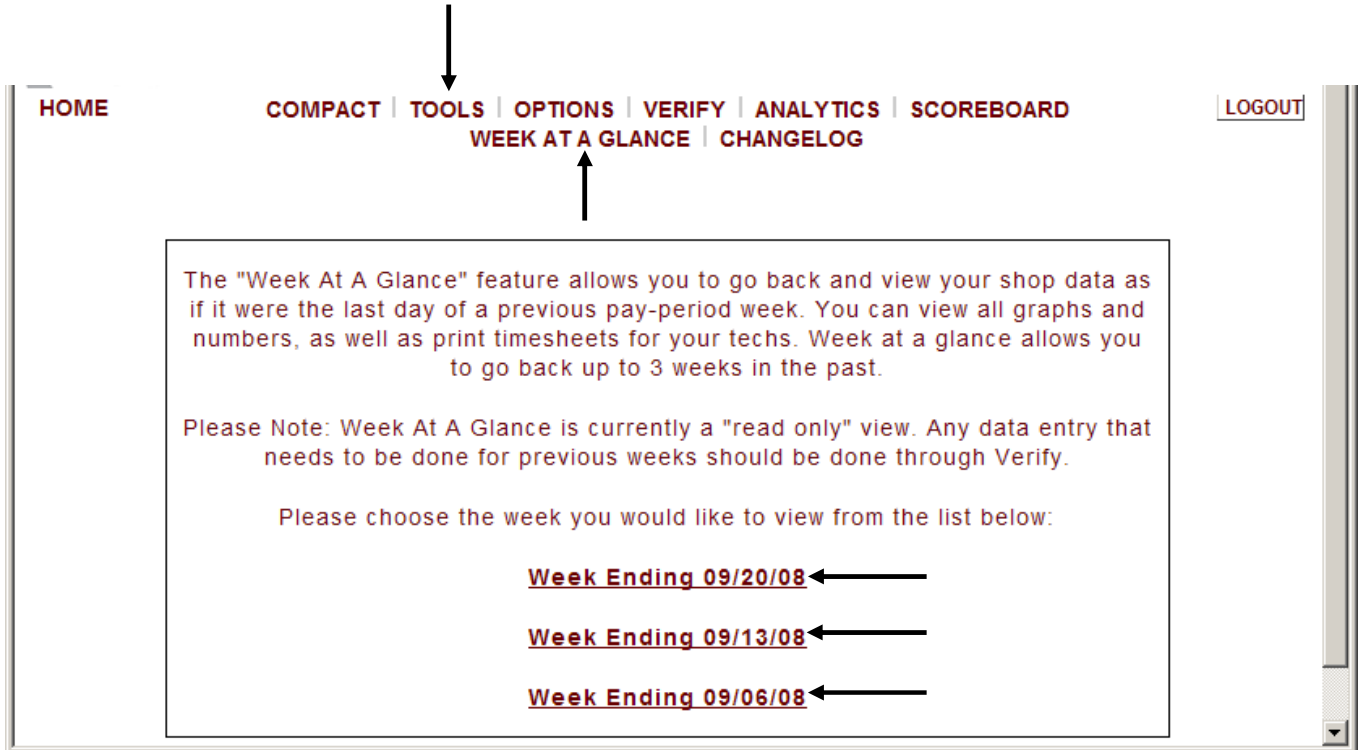 HOME COMPACT | TOOLS | OPTIONS | VERIFY | ANALYTICS | SCOREBOARD LOGOUT
WEEK AT A GLANCE | CHANGELOG
The "Week At A Glance" feature allows you to go back and view your shop data as
if it were the last day of a previous pay-period week. You can view all graphs and
numbers, as well as print timesheets for your techs. Week at a glance allows you
to go back up to 3 weeks in the past.
Please Note: Week At A Glance is currently a "read only" view. Any data entry that
needs to be done for previous weeks should be done through Verify.
Please choose the week you would like to view from the list below:
Week Ending 09/20/08
Week Ending 09/13/08
Week Ending 09/06/08